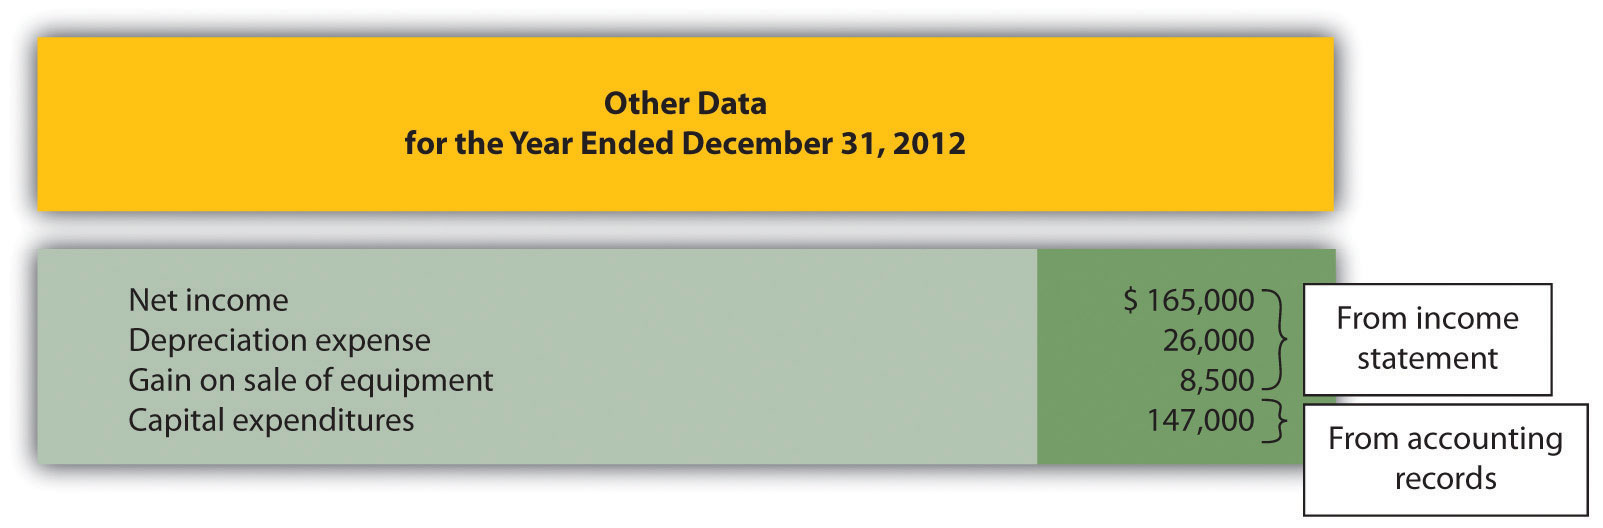 Other Data
for the Year Ended December 31, 2012
Net income $ 165,000
Depreciation expense 26,000
Gain on sale of equipment 8,500
Capital expenditures 147,000
From income
statement
From accounting
records